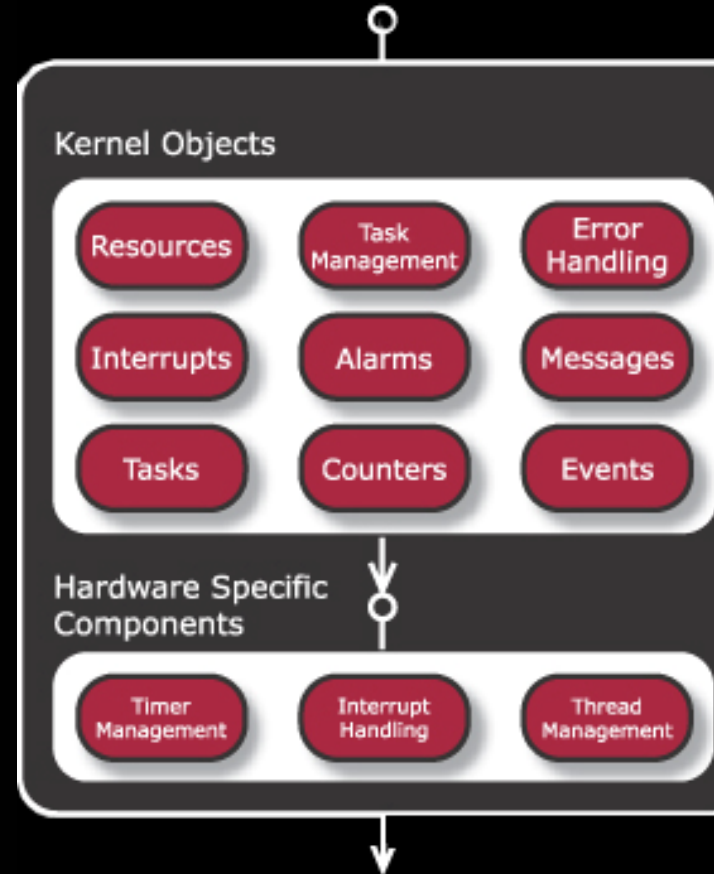 Kernel Objects
Resources
Task
Management
Error
Handling
Interrupts
Alarms
Messages
Tasks
Counters
Events
Hardware Specific
Components
Timer
Management
Interrupt
Handling
Thread
Management